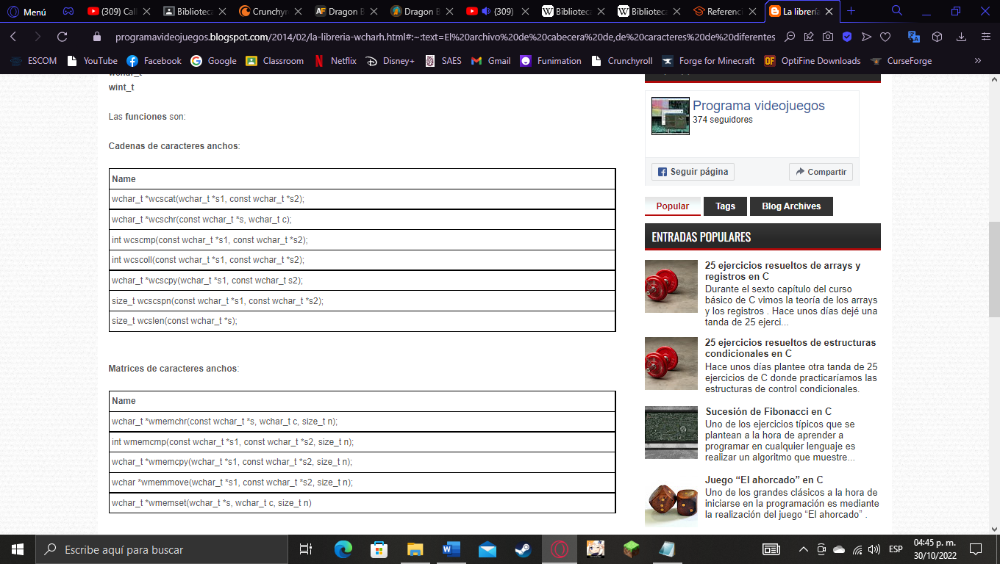 Menú
(309) Call
Biblioteca
Crunchyr
Dragon B
Dragon B
(309)
Biblioteca
Biblioteca
Referenci
La librería
programavideojuegos.blogspot.com/2014/02/la-libreria-wcharh.html#:~:text=El%20archivo%20de%20cabecera%20de,de%20caracteres%20de%20diferentes
ESCOM
YouTube
Facebook
Google
Classroom
Netflix
Disney+
SAES
Gmail
Funimation
Crunchyroll
Forge for Minecraft
OptiFine Downloads
CurseForge
»
wchar_t
wint_t
Las funciones son:
Cadenas de caracteres anchos:
Name
wchar_t *wcscat(wchar_t *s1, const wchar_t *s2);
wchar_t *wcschr(const wchar_t *s, wchar_t c);
int wcscmp(const wchar_t *s1, const wchar_t *s2);
int wcscoll(const wchar_t *s1, const wchar_t *s2);
wchar_t *wcscpy(wchar_t *s1, const wchar_t s2);
size_t wcscspn(const wchar_t *s1, const wchar_t *s2);
size_t wcslen(const wchar_t *s);
Matrices de caracteres anchos:
Name
wchar_t *wmemchr(const wchar_t *s, wchar_t c, size_t n);
int wmemcmp(const wchar_t *s1, const wchar_t *s2, size_t n);
wchar_t *wmemcpy(wchar_t *s1, const wchar_t *s2, size_t n);
wchar *wmemmove(wchar_t *s1, const wchar_t *s2, size_t n);
wchar_t *wmemset(wchar_t *s, wchar_t c, size_t n)
Programa videojuegos
374 seguidores
Seguir página
Compartir
Popular
Tags
Blog Archives
ENTRADAS POPULARES
25 ejercicios resueltos de arrays y
registros en C
Durante el sexto capítulo del curso
básico de C vimos la teoría de los arrays
y los registros . Hace unos días dejé una
tanda de 25 ejerci...
25 ejercicios resueltos de estructuras
condicionales en C
Hace unos días plantee otra tanda de 25
ejercicios de C donde practicaríamos las
estructuras de control condicionales.
Sucesión de Fibonacci en C
Uno de los ejercicios típicos que se
plantean a la hora de aprender a
programar en cualquier lenguaje es
realizar un algoritmo que muestre...
Juego “El ahorcado” en C
Uno de los grandes clásicos a la hora de
iniciarse en la programación es mediante
la realización del juego “El ahorcado” .
Escribe aquí para buscar
ESP
04:45 p. m.
30/10/2022